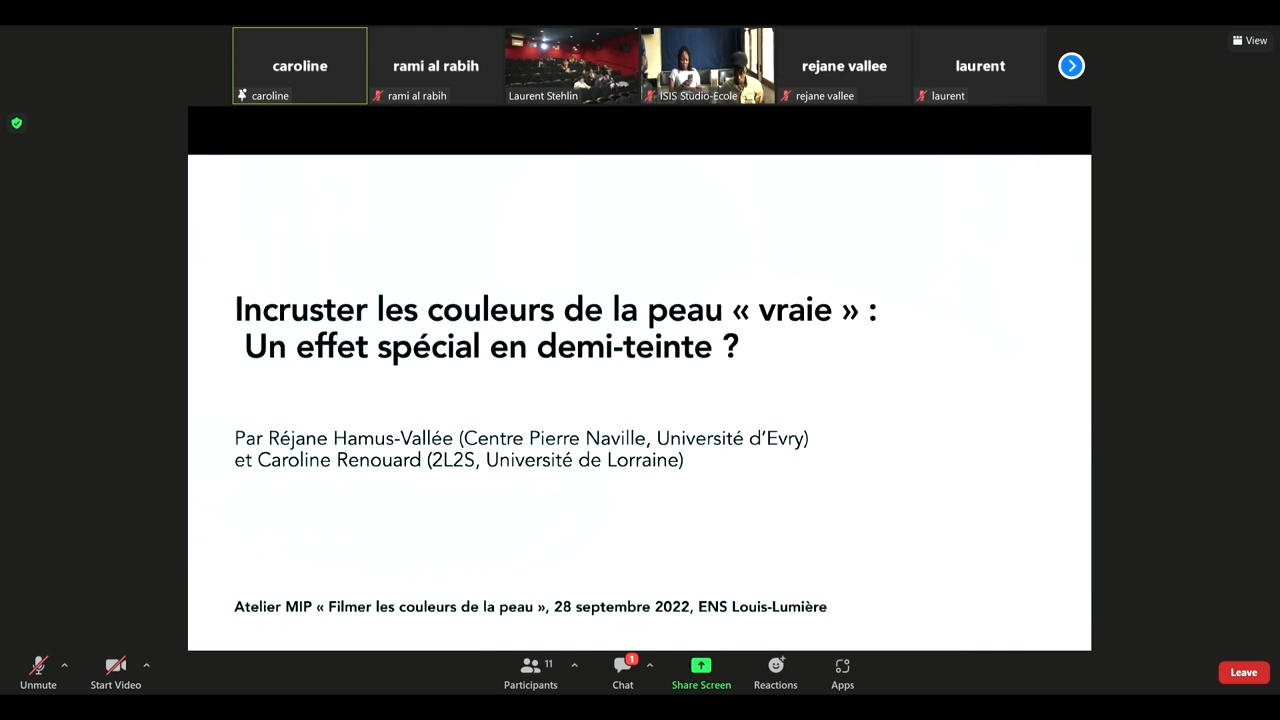 caroline
rami al rabih
rejane vallee
laurent
View
caroline
rami al rabih
Laurent Stehlin
ISIS Studio-Ecole
rejane vallee
laurent
Incruster les couleurs de la peau « vraie » :
Un effet spécial en demi-teinte ?
Par Réjane Hamus-Vallée (Centre Pierre Naville, Université d’Evry)
et Caroline Renouard (2L2S, Université de Lorraine)
Atelier MIP « Filmer les couleurs de la peau », 28 septembre 2022, ENS Louis-Lumière
11
1
Unmute
Start Video
Participants
Chat
Share Screen
Reactions
Apps
Leave